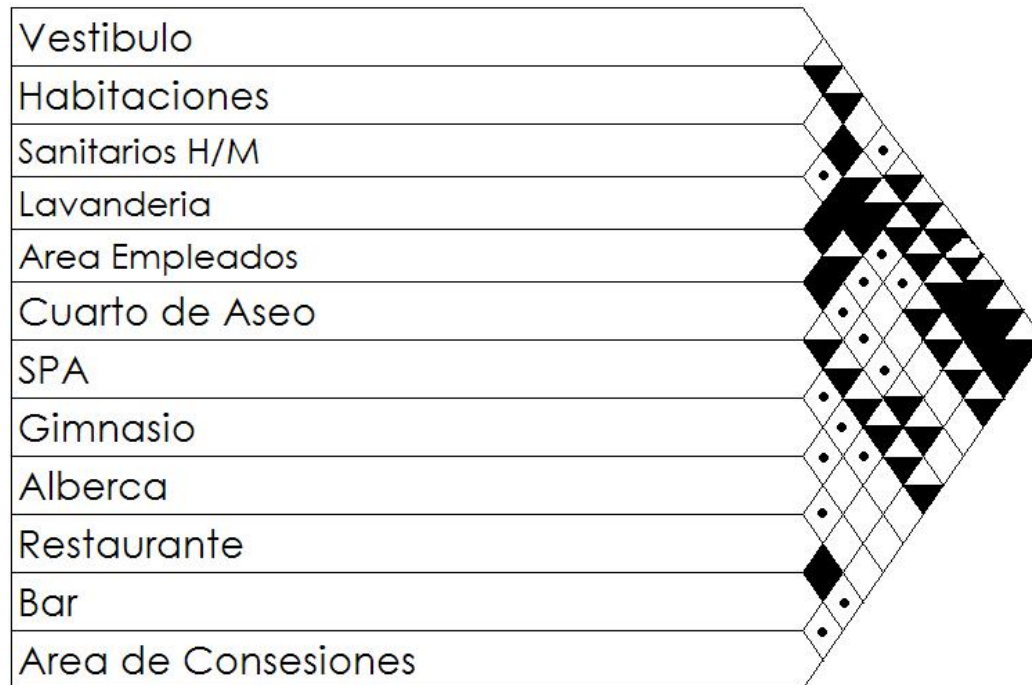 Vestibulo
Habitaciones
Sanitarios H/M
Lavanderia
Area Empleados
Cuarto de Aseo
SPA
Gimnasio
Alberca
Restaurante
Bar
Area de Consesiones